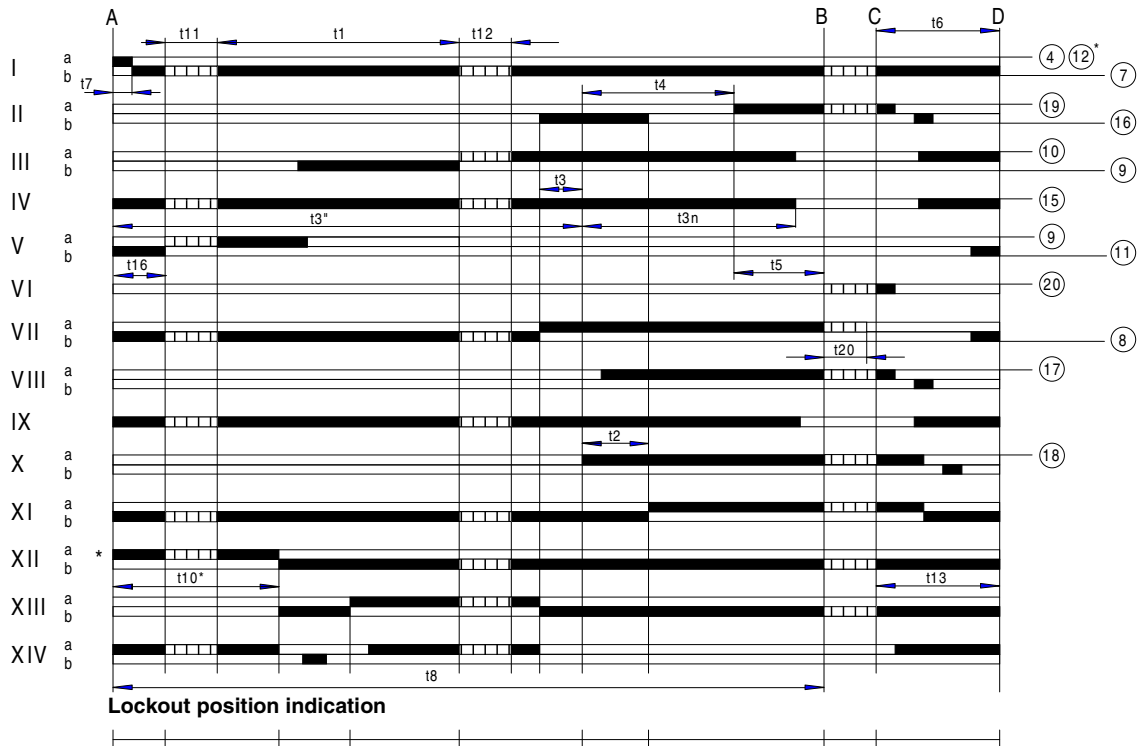 A B C D
t11 t1 t12 t6
I a b 4 12 * 7
t7 t4
II a b 19 16
III a b 10 9
t3
IV 15
t3" t3n
V a b 9 11
t16 t5
VI 20
VII a b 8
t20
VIII a b 17
IX
t2
X a b 18
XI a b
XII a b *
t10* t13
XIII a b
XIV a b
t8
Lockout position indication